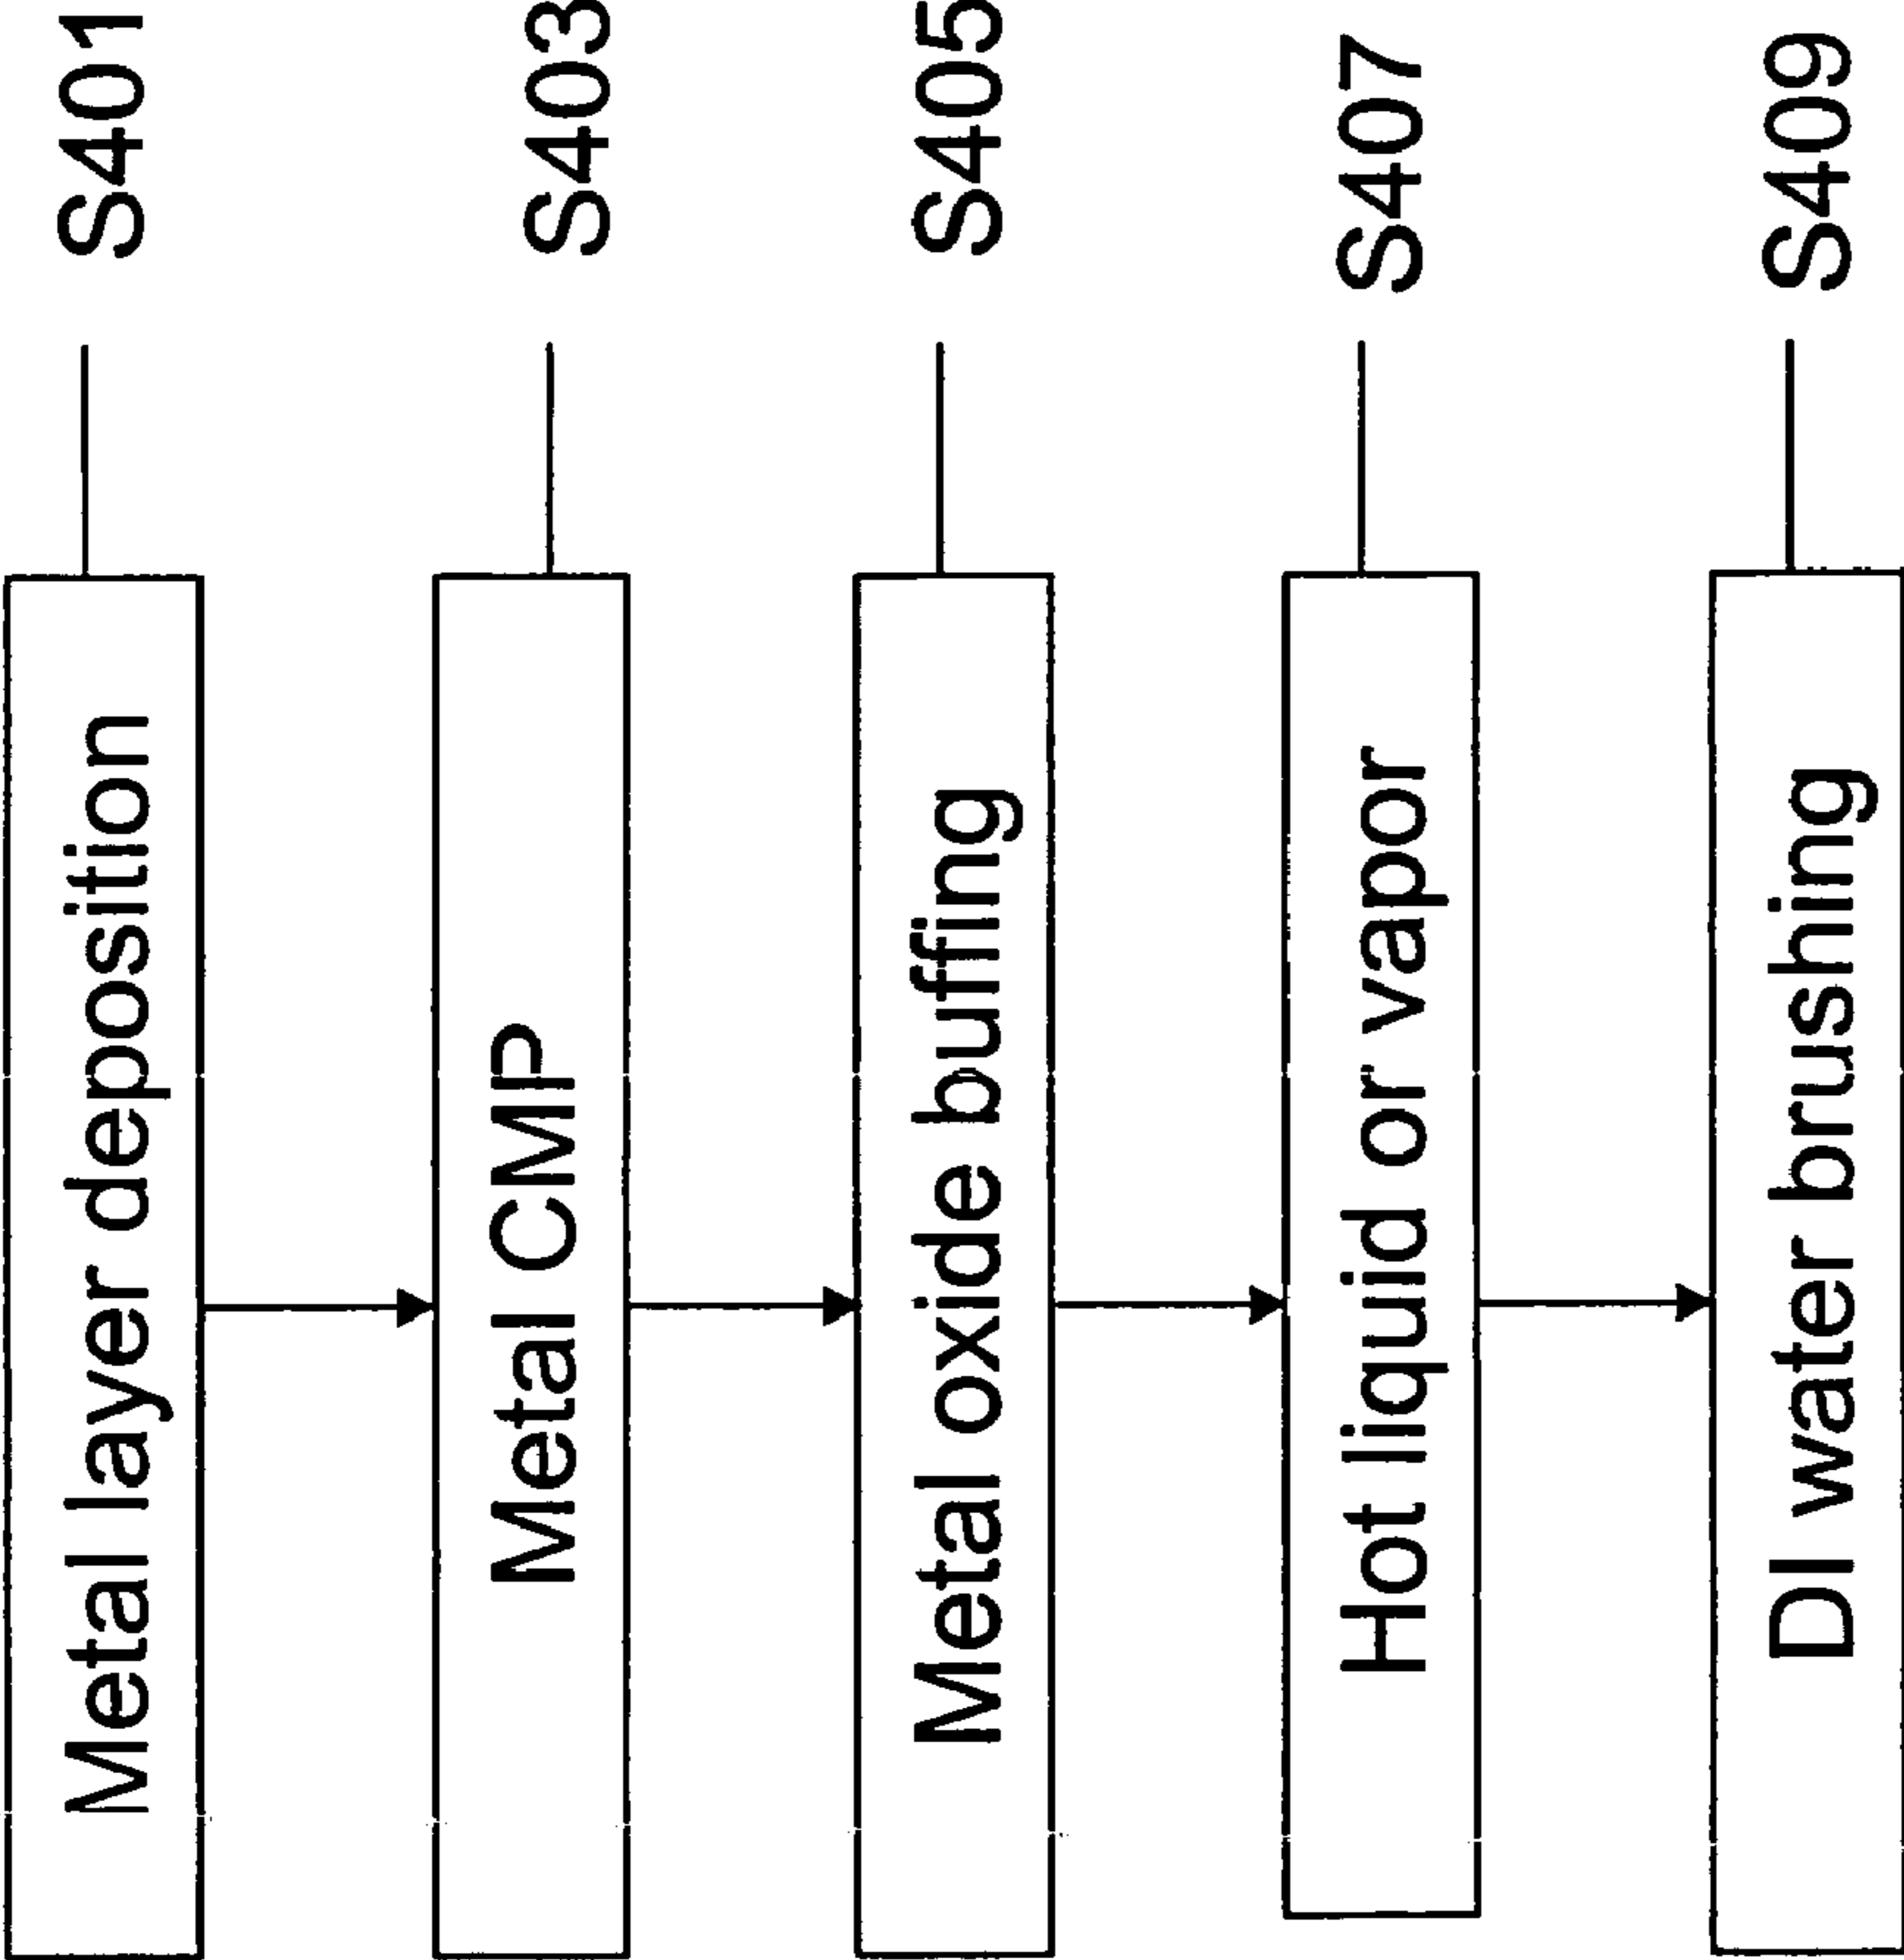 Metal layer deposition S401
Metal CMP S403
Metal oxide buffing S405
Hot liquid or vapor S407
DI water brushing S409